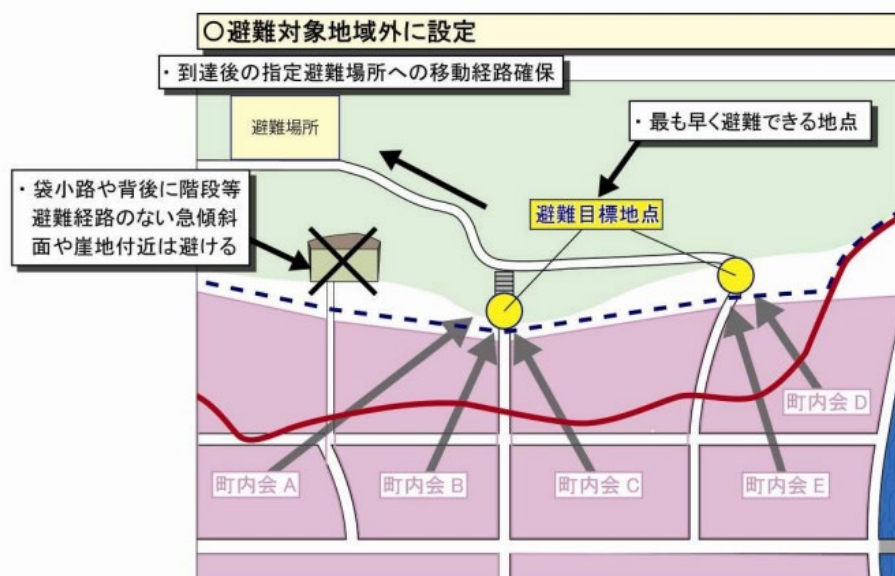 ○避難対象地域外に設定
・到達後の指定避難場所への移動経路確保
避難場所
・最も早く避難できる地点
・袋小路や背後に階段等
避難経路のない急傾斜
面や崖地付近は避ける
避難目標地点
町内会 D
町内会 A
町内会 B
町内会 C
町内会 E